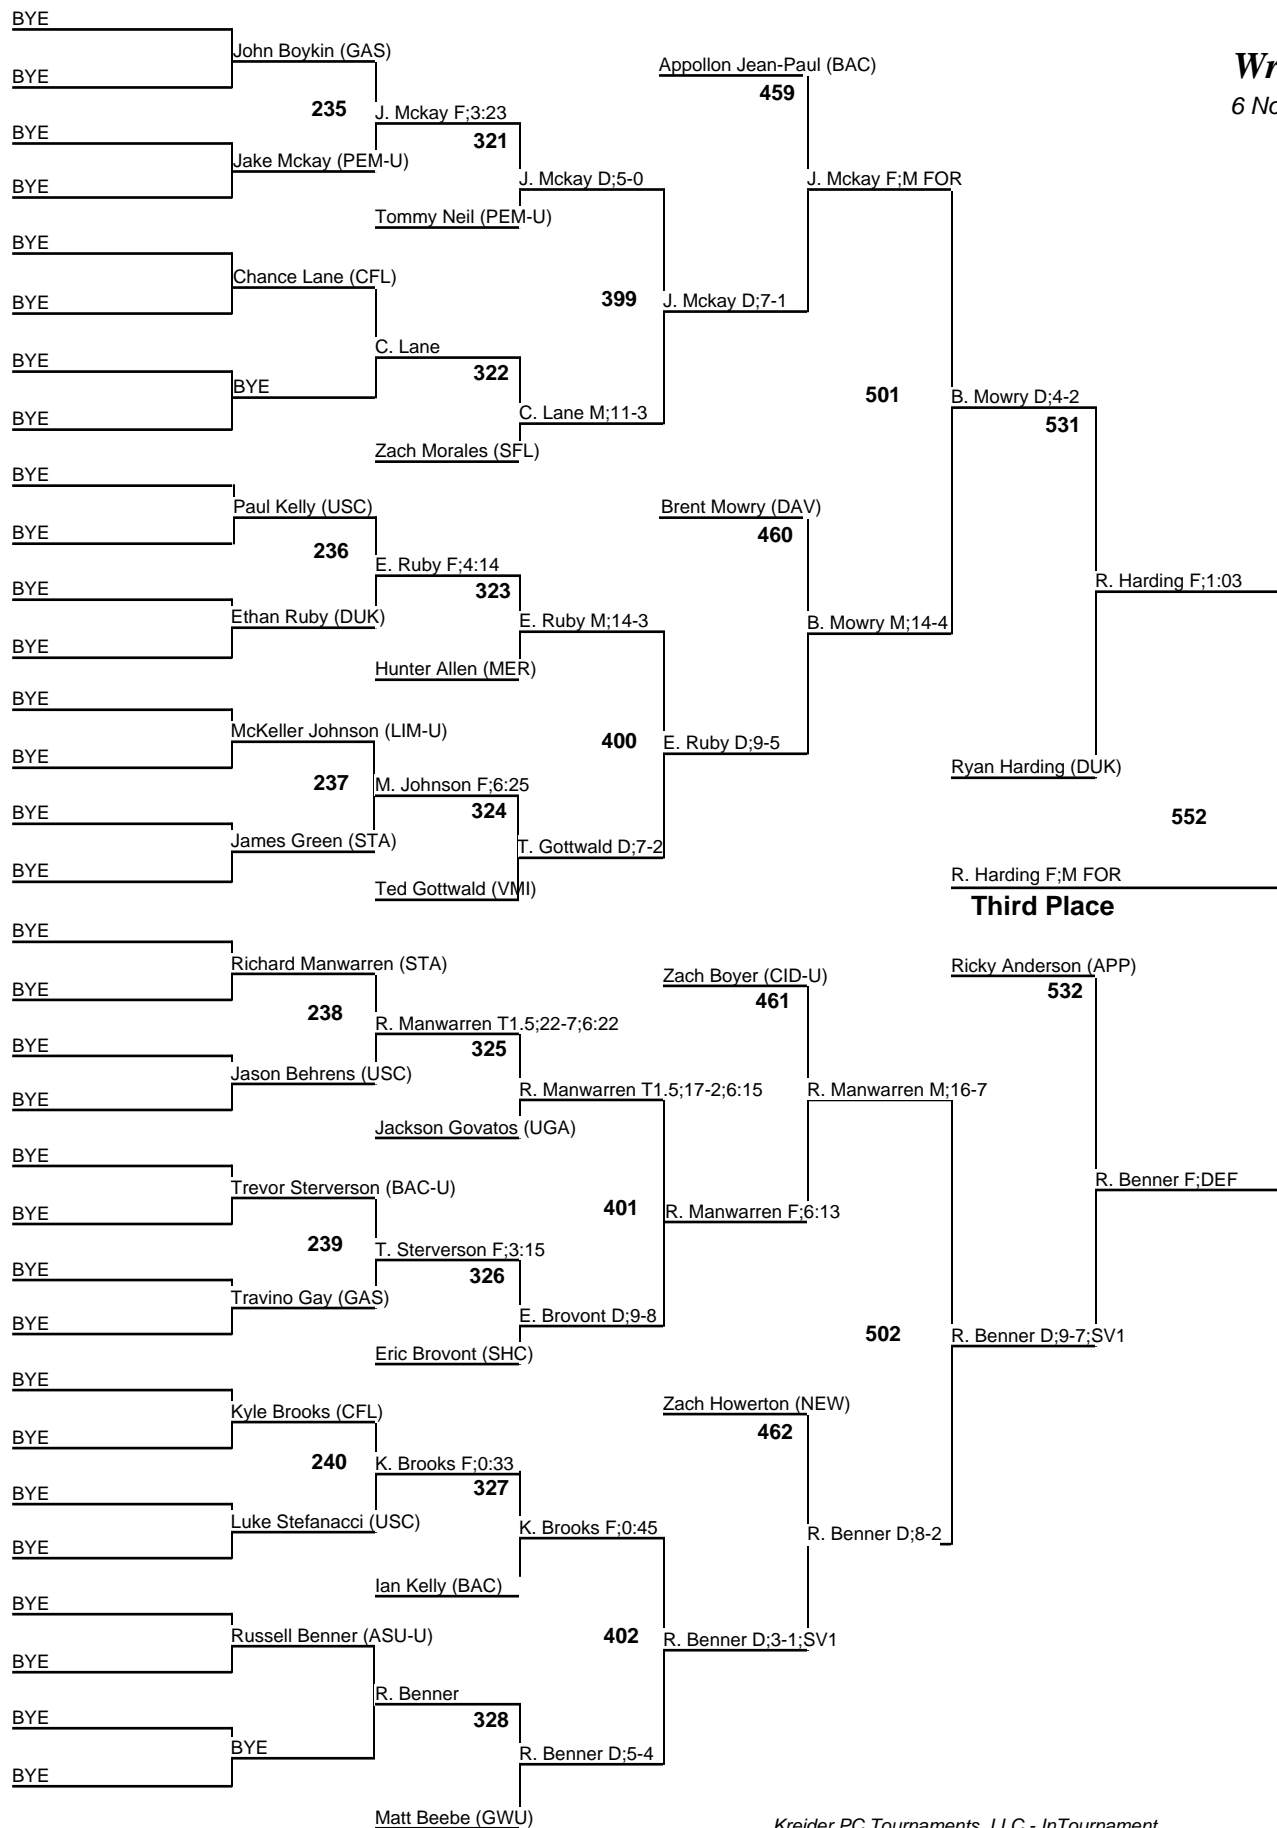 BYE
John Boykin (GAS)
Appollon Jean-Paul (BAC)
BYE
459
235
J. Mckay F;3:23
321
6
BYE
Jake Mckay (PEM-U)
J. Mckay D;5-0
J. Mckay F;M FOR
BYE
Tommy Neil (PEM-U)
BYE
Chance Lane (CFL)
399
J. Mckay D;7-1
BYE
C. Lane
322
BYE
BYE
501
B. Mowry D;4-2
BYE
C. Lane M;11-3
531
Zach Morales (SFL)
BYE
Paul Kelly (USC)
Brent Mowry (DAV)
BYE
460
236
E. Ruby F;4:14
323
R. Harding F;1:03
BYE
Ethan Ruby (DUK)
E. Ruby M;14-3
B. Mowry M;14-4
BYE
Hunter Allen (MER)
BYE
McKeller Johnson (LIM-U)
400
E. Ruby D;9-5
BYE
Ryan Harding (DUK)
237
M. Johnson F;6:25
324
552
BYE
James Green (STA)
T. Gottwald D;7-2
BYE
Ted Gottwald (VMI)
R. Harding F;M FOR
Third Place
BYE
Richard Manwarren (STA)
Zach Boyer (CID-U)
Ricky Anderson (APP)
BYE
461
532
238
R. Manwarren T1.5;22-7;6:22
325
BYE
Jason Behrens (USC)
R. Manwarren T1.5;17-2;6:15
R. Manwarren M;16-7
BYE
Jackson Govatos (UGA)
BYE
Trevor Sterverson (BAC-U)
R. Benner F;DEF
BYE
401
R. Manwarren F;6:13
239
T. Sterverson F;3:15
326
BYE
Travino Gay (GAS)
E. Brovont D;9-8
BYE
502
R. Benner D;9-7;SV1
Eric Brovont (SHC)
BYE
Kyle Brooks (CFL)
Zach Howerton (NEW)
BYE
462
240
K. Brooks F;0:33
327
BYE
Luke Stefanacci (USC)
K. Brooks F;0:45
R. Benner D;8-2
BYE
Ian Kelly (BAC)
BYE
Russell Benner (ASU-U)
402
R. Benner D;3-1;SV1
BYE
R. Benner
328
BYE
BYE
R. Benner D;5-4
BYE
Matt Beebe (GWU)
Kreider PC Tournaments, LLC - InTournament